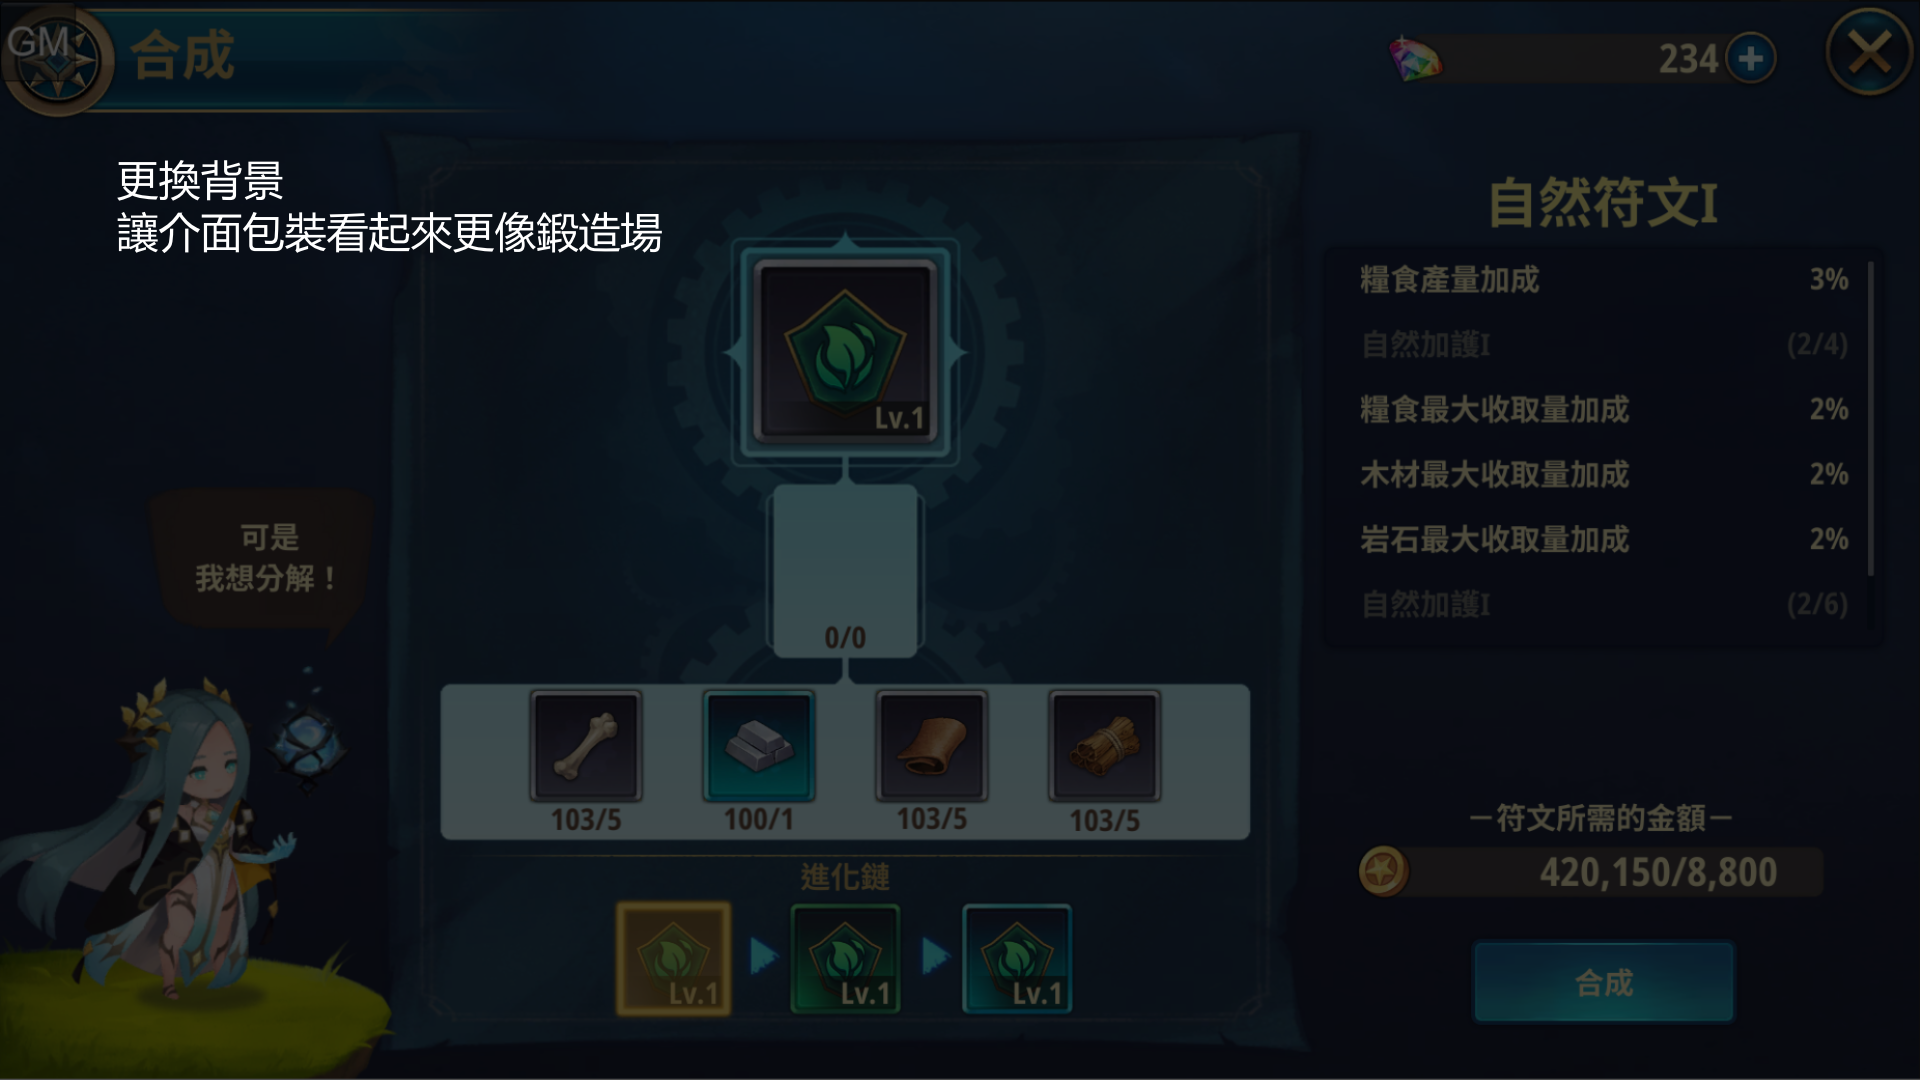 GM
合成
234
更換背景
讓介面包裝看起來更像鍛造場
自然符文I
糧食產量加成 3%
自然加護I (2/4)
糧食最大收取量加成 2%
木材最大收取量加成 2%
岩石最大收取量加成 2%
自然加護I (2/6)
Lv.1
0/0
可是
我想分解！
103/5 100/1 103/5 103/5
進化鏈
Lv.1 Lv.1 Lv.1
－符文所需的金額－
420,150/8,800
合成